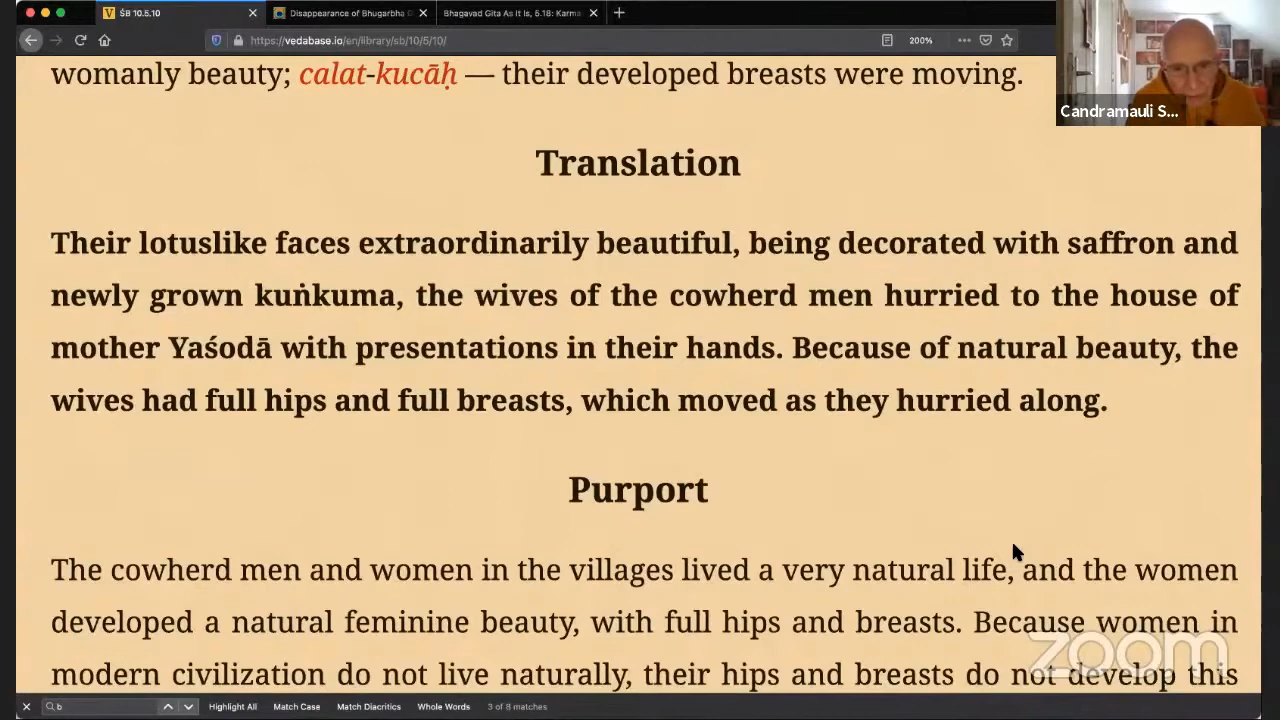 ŚB 10.5.10
Disappearance of Bhugarbha G
Bhagavad Gita As It Is, 5.18: Karma
https://vedabase.io/en/library/sb/10/5/10/
200%
womanly beauty; calat-kucāḥ — their developed breasts were moving.
Candramauli S...
Translation
Their lotuslike faces extraordinarily beautiful, being decorated with saffron and
newly grown kuṅkuma, the wives of the cowherd men hurried to the house of
mother Yaśodā with presentations in their hands. Because of natural beauty, the
wives had full hips and full breasts, which moved as they hurried along.
Purport
The cowherd men and women in the villages lived a very natural life, and the women
developed a natural feminine beauty, with full hips and breasts. Because women in
modern civilization do not live naturally, their hips and breasts do not develop this
zoom
b
Highlight All
Match Case
Match Diacritics
Whole Words
3 of 8 matches